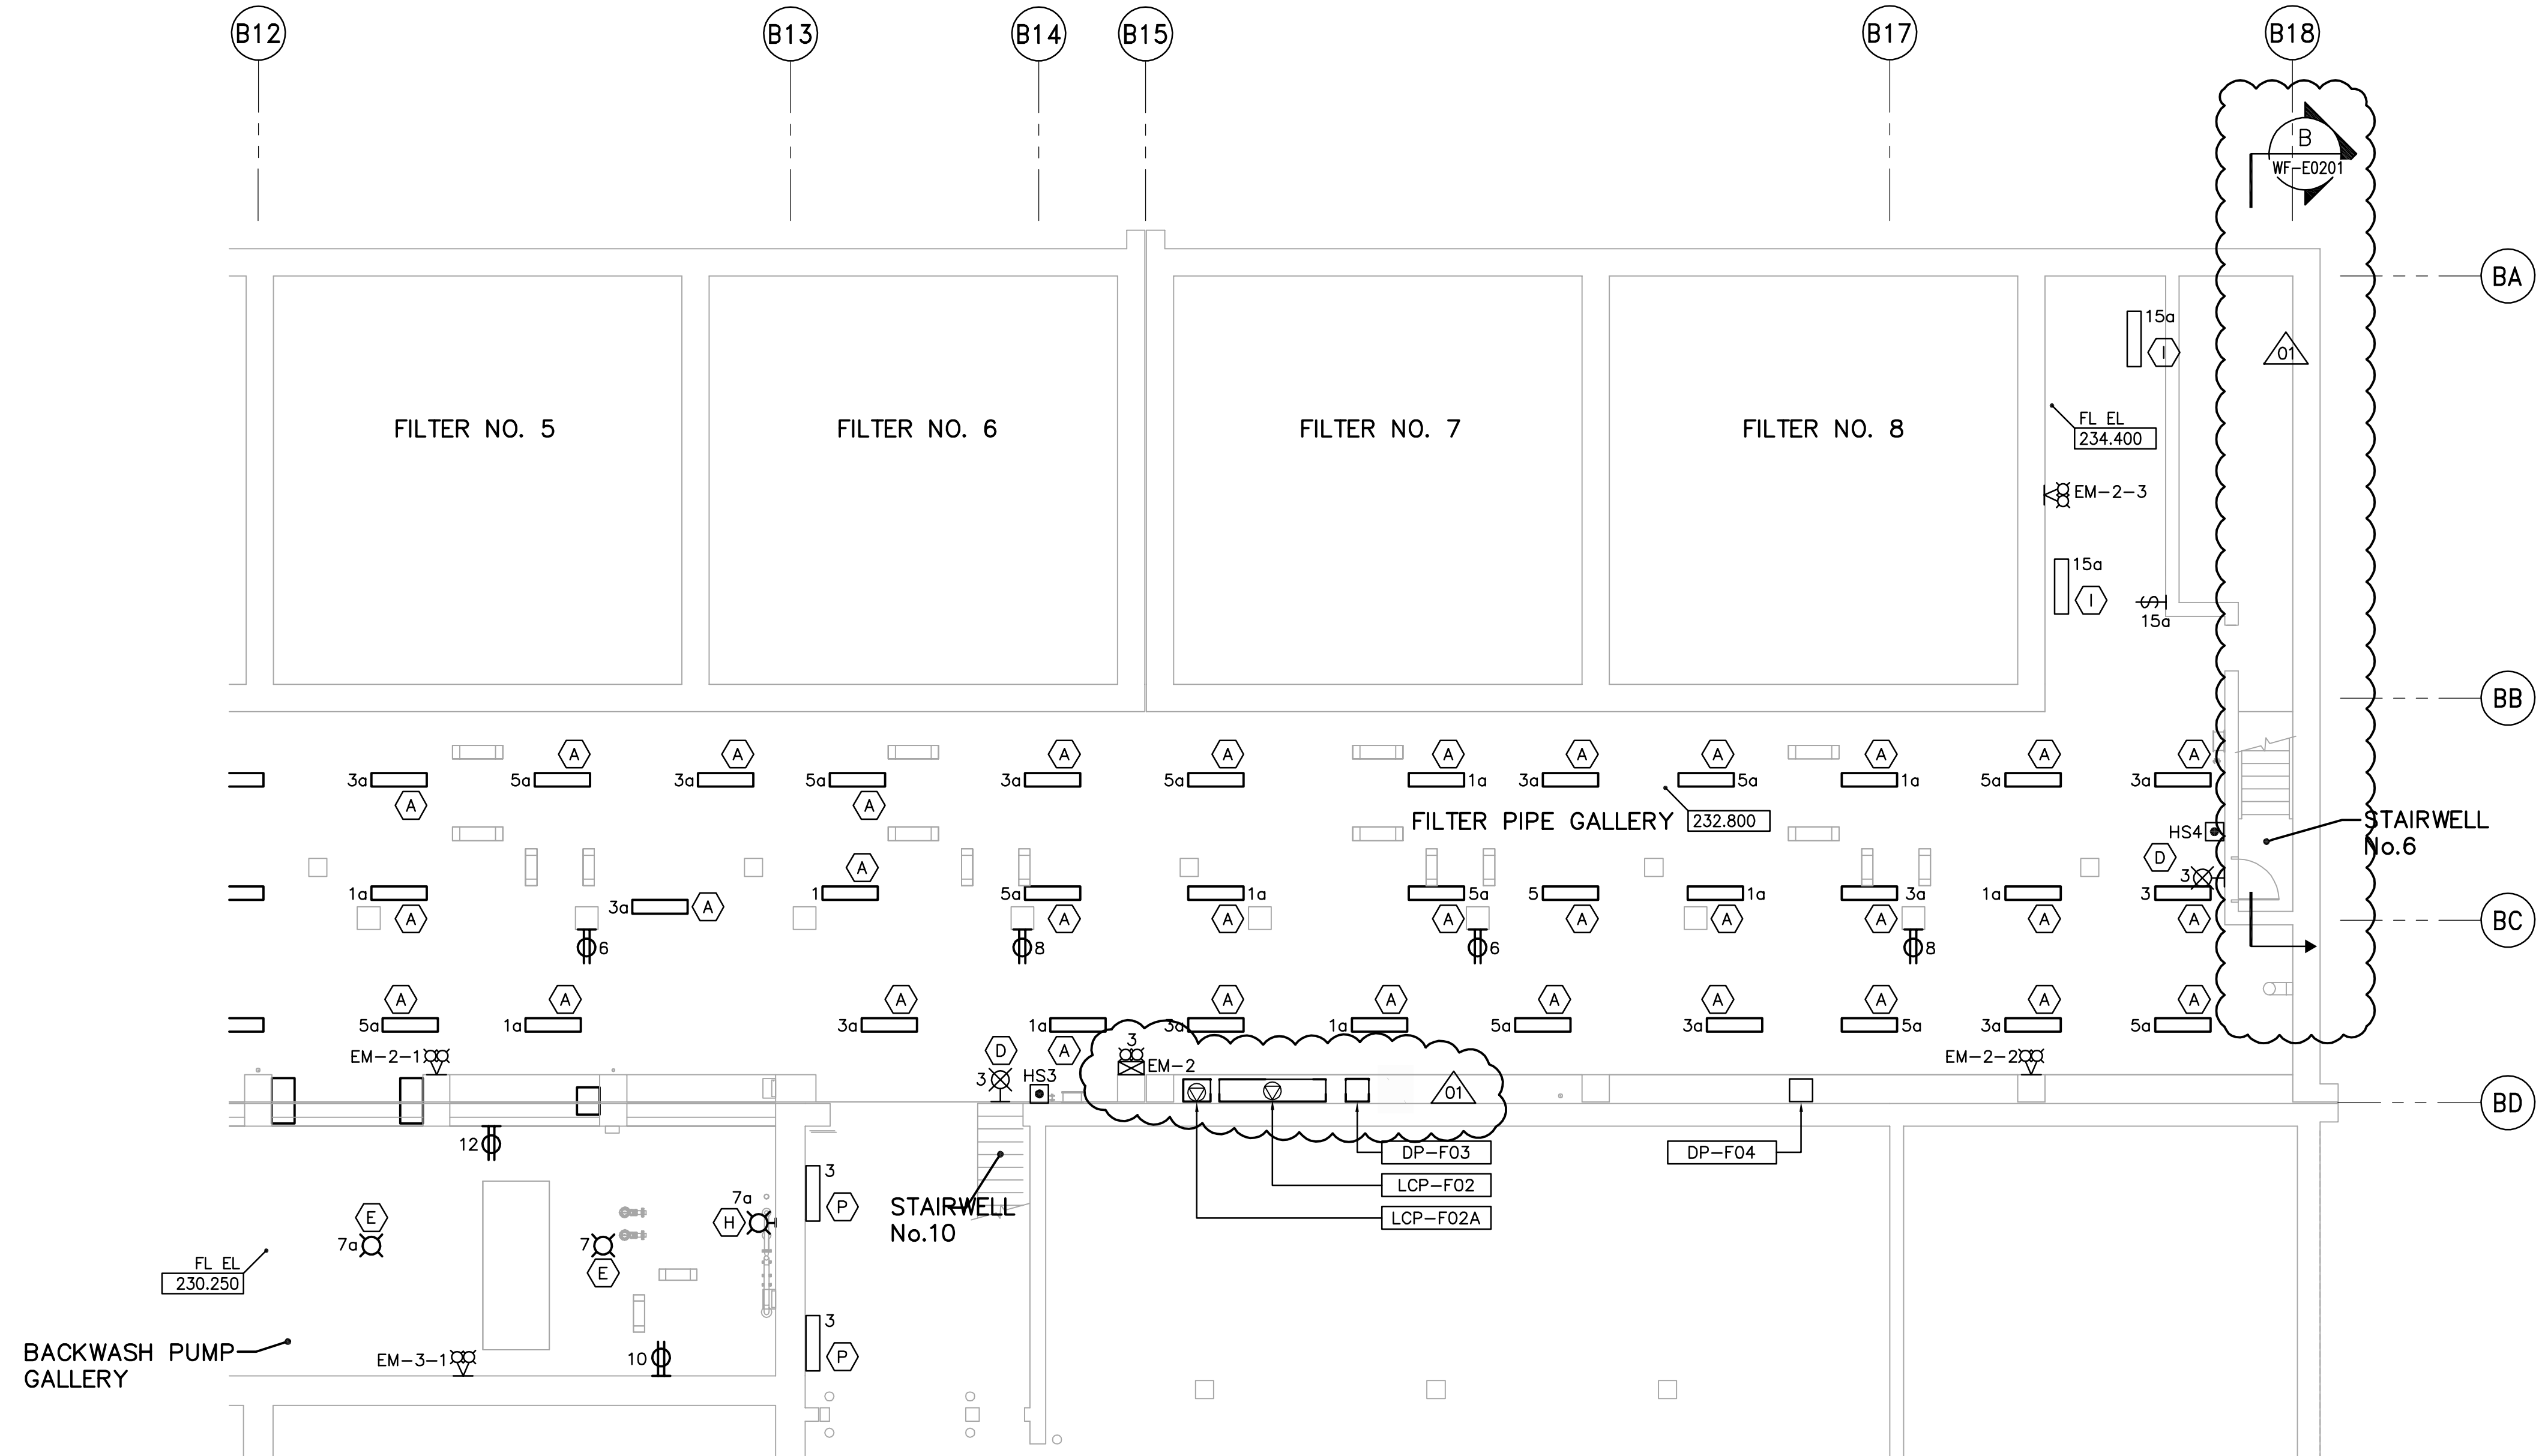 B12
B13
B14
B15
B17
B18
B
WF-E0201
BA
15a
I
01
FILTER NO. 5
FILTER NO. 6
FILTER NO. 7
FILTER NO. 8
FL EL
234.400
EM-2-3
15a
I
15a
BB
A
A
A
A
A
A
A
A
A
A
3a
5a
3a
5a
3a
5a
1a
3a
5a
1a
5a
3a
A
A
FILTER PIPE GALLERY
232.800
STAIRWELL
No.6
HS4
D
3
A
1a
3a
A
1
5a
1a
5a
5
1a
3a
1a
3
A
A
A
A
A
A
A
A
A
BC
6
8
6
8
A
A
A
A
A
A
A
A
A
A
5a
1a
3a
1a
3a
1a
5a
3a
5a
3a
5a
EM-2-1
D
A
3
EM-2
EM-2-2
3
HS3
01
BD
12
DP-F03
DP-F04
LCP-F02
LCP-F02A
3
P
7a
H
STAIRWELL
No.10
E
7a
7
E
FL EL
230.250
3
P
BACKWASH PUMP
GALLERY
EM-3-1
10